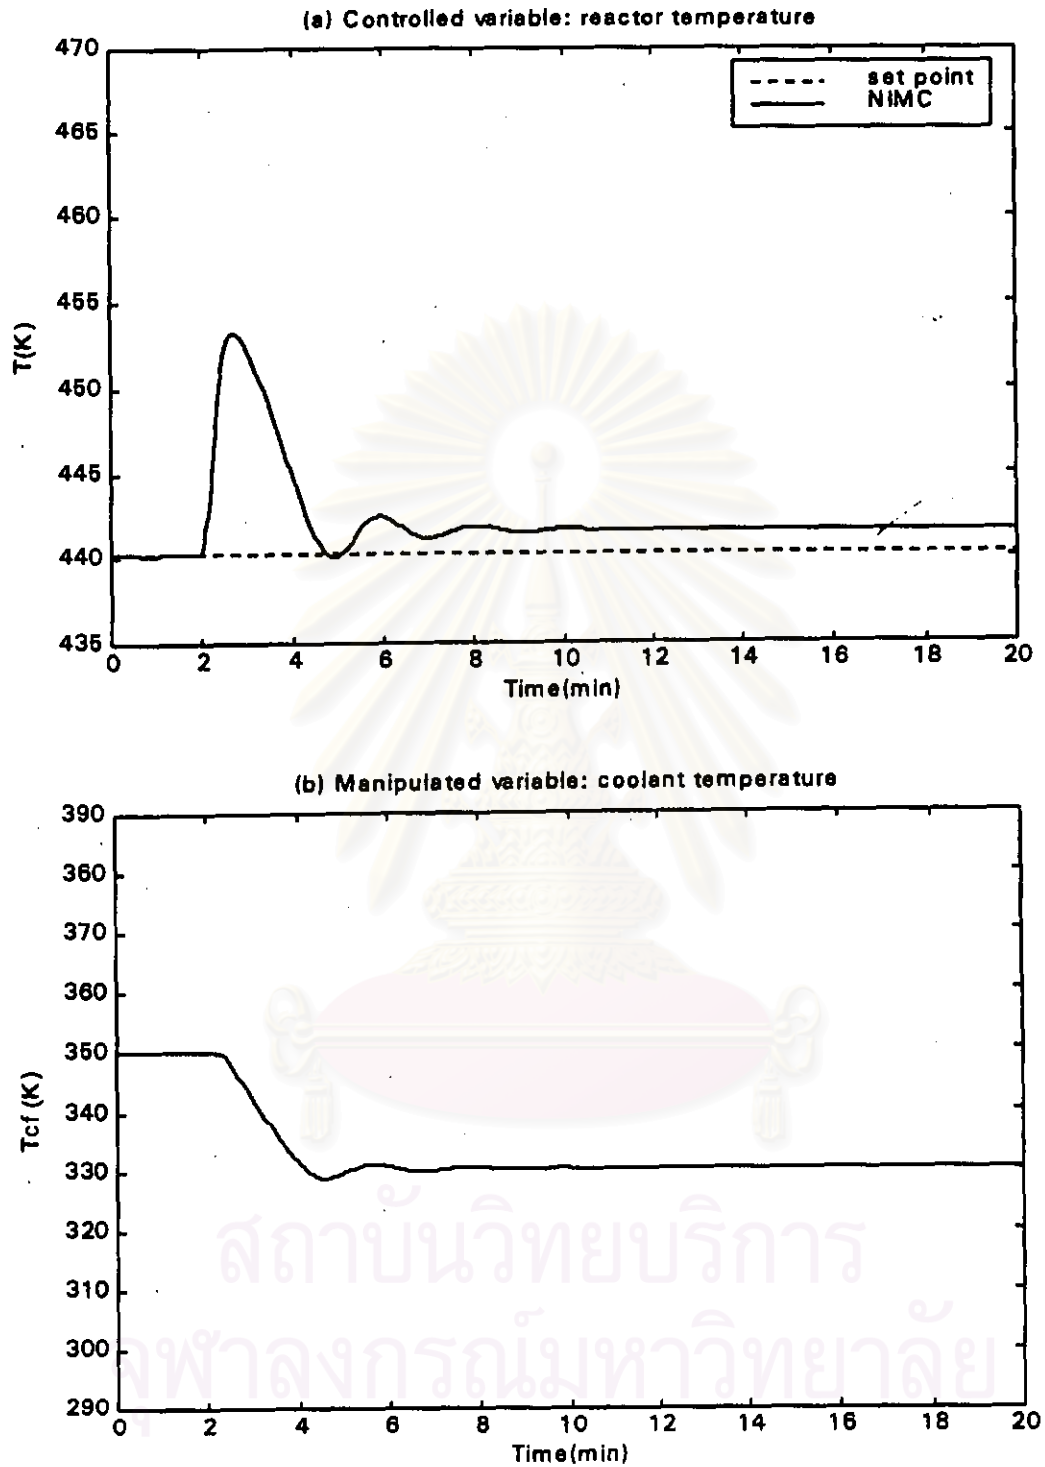 (a) Controlled variable: reactor temperature
470
465
460
455
450
445
440
435
T(K)
set point
NIMC
0 2 4 6 8 10 12 14 16 18 20
Time(min)
(b) Manipulated variable: coolant temperature
390
360
370
360
350
340
330
320
310
300
290
Tcf (K)
0 2 4 6 8 10 12 14 16 18 20
Time(min)
สถาบันวิทยบริการ
จุฬาลงกรณ์มหาวิทยาลัย